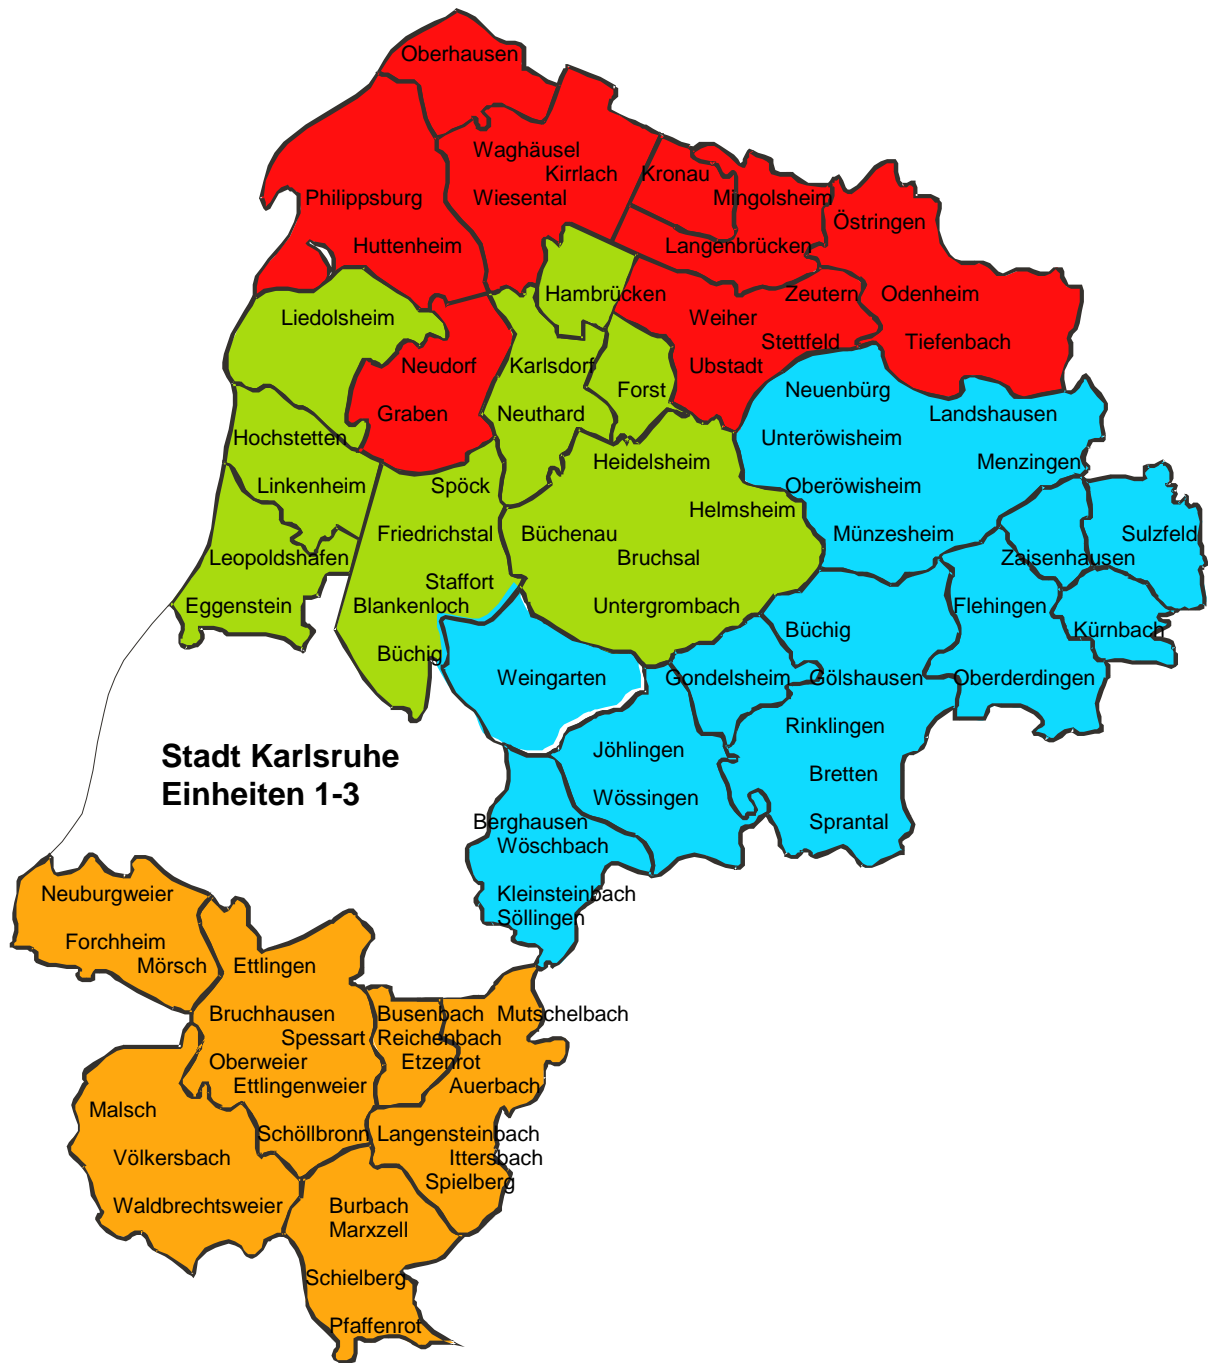 Oberhausen
Waghäusel
Kirrlach
Kronau
Philippsburg
Wiesental
Mingolsheim
Östringen
Huttenheim
Langenbrücken
Hambrücken
Zeutern
Odenheim
Liedolsheim
Weiher
Stettfeld
Tiefenbach
Neudorf
Karlsdorf
Ubstadt
Forst
Neuenbürg
Graben
Neuthard
Landshausen
Hochstetten
Unteröwisheim
Heidelsheim
Menzingen
Linkenheim
Spöck
Oberöwisheim
Helmsheim
Friedrichstal
Büchenau
Münzesheim
Sulzfeld
Leopoldshafen
Bruchsal
Zaisenhausen
Staffort
Eggenstein
Blankenloch
Untergrombach
Flehingen
Büchig
Kürnbach
Büchig
Weingarten
Gondelsheim
Gölshausen
Oberderdingen
Rinklingen
Stadt Karlsruhe
Einheiten 1-3
Jöhlingen
Bretten
Wössingen
Berghausen
Sprantal
Wöschbach
Neuburgweier
Kleinsteinbach
Söllingen
Forchheim
Mörsch
Ettlingen
Bruchhausen
Busenbach
Mutschelbach
Spessart
Reichenbach
Oberweier
Etzenrot
Ettlingenweier
Auerbach
Malsch
Schöllbronn
Langensteinbach
Völkersbach
Ittersbach
Spielberg
Waldbrechtsweier
Burbach
Marxzell
Schielberg
Pfaffenrot